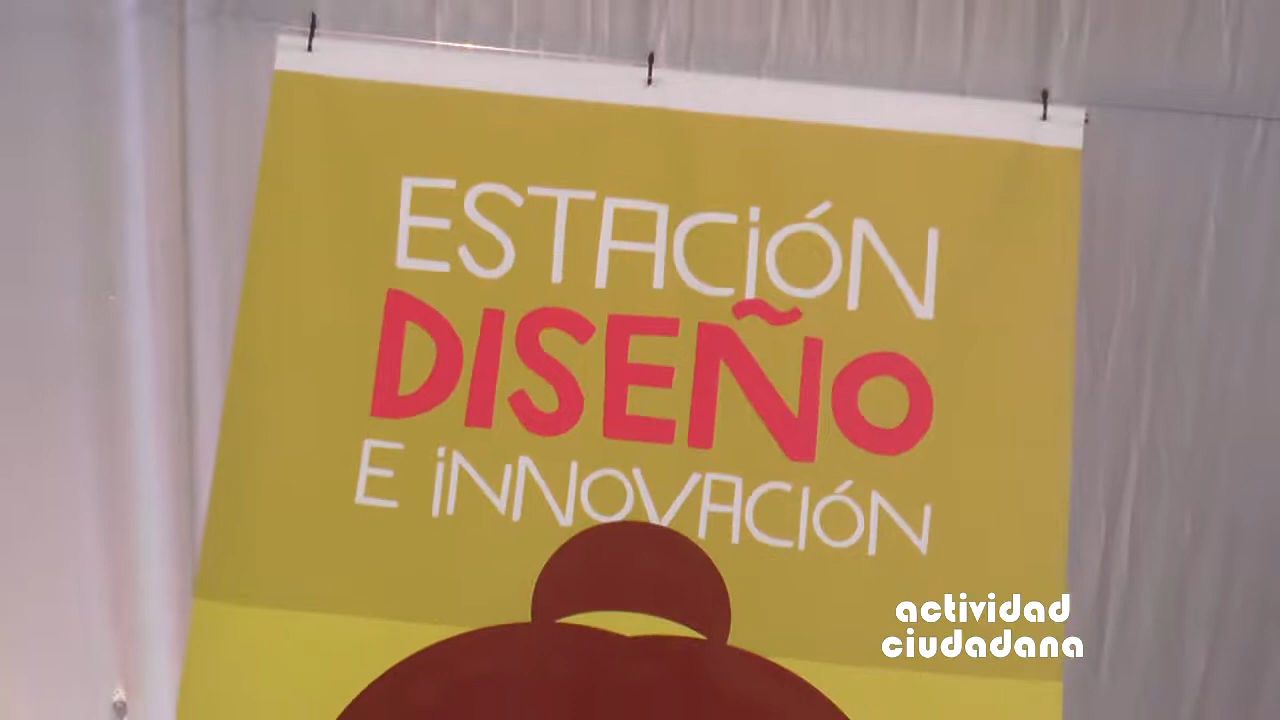 ESTACiÓN
DISEÑO
E iNNOVACIÓN
actividad
ciudadana